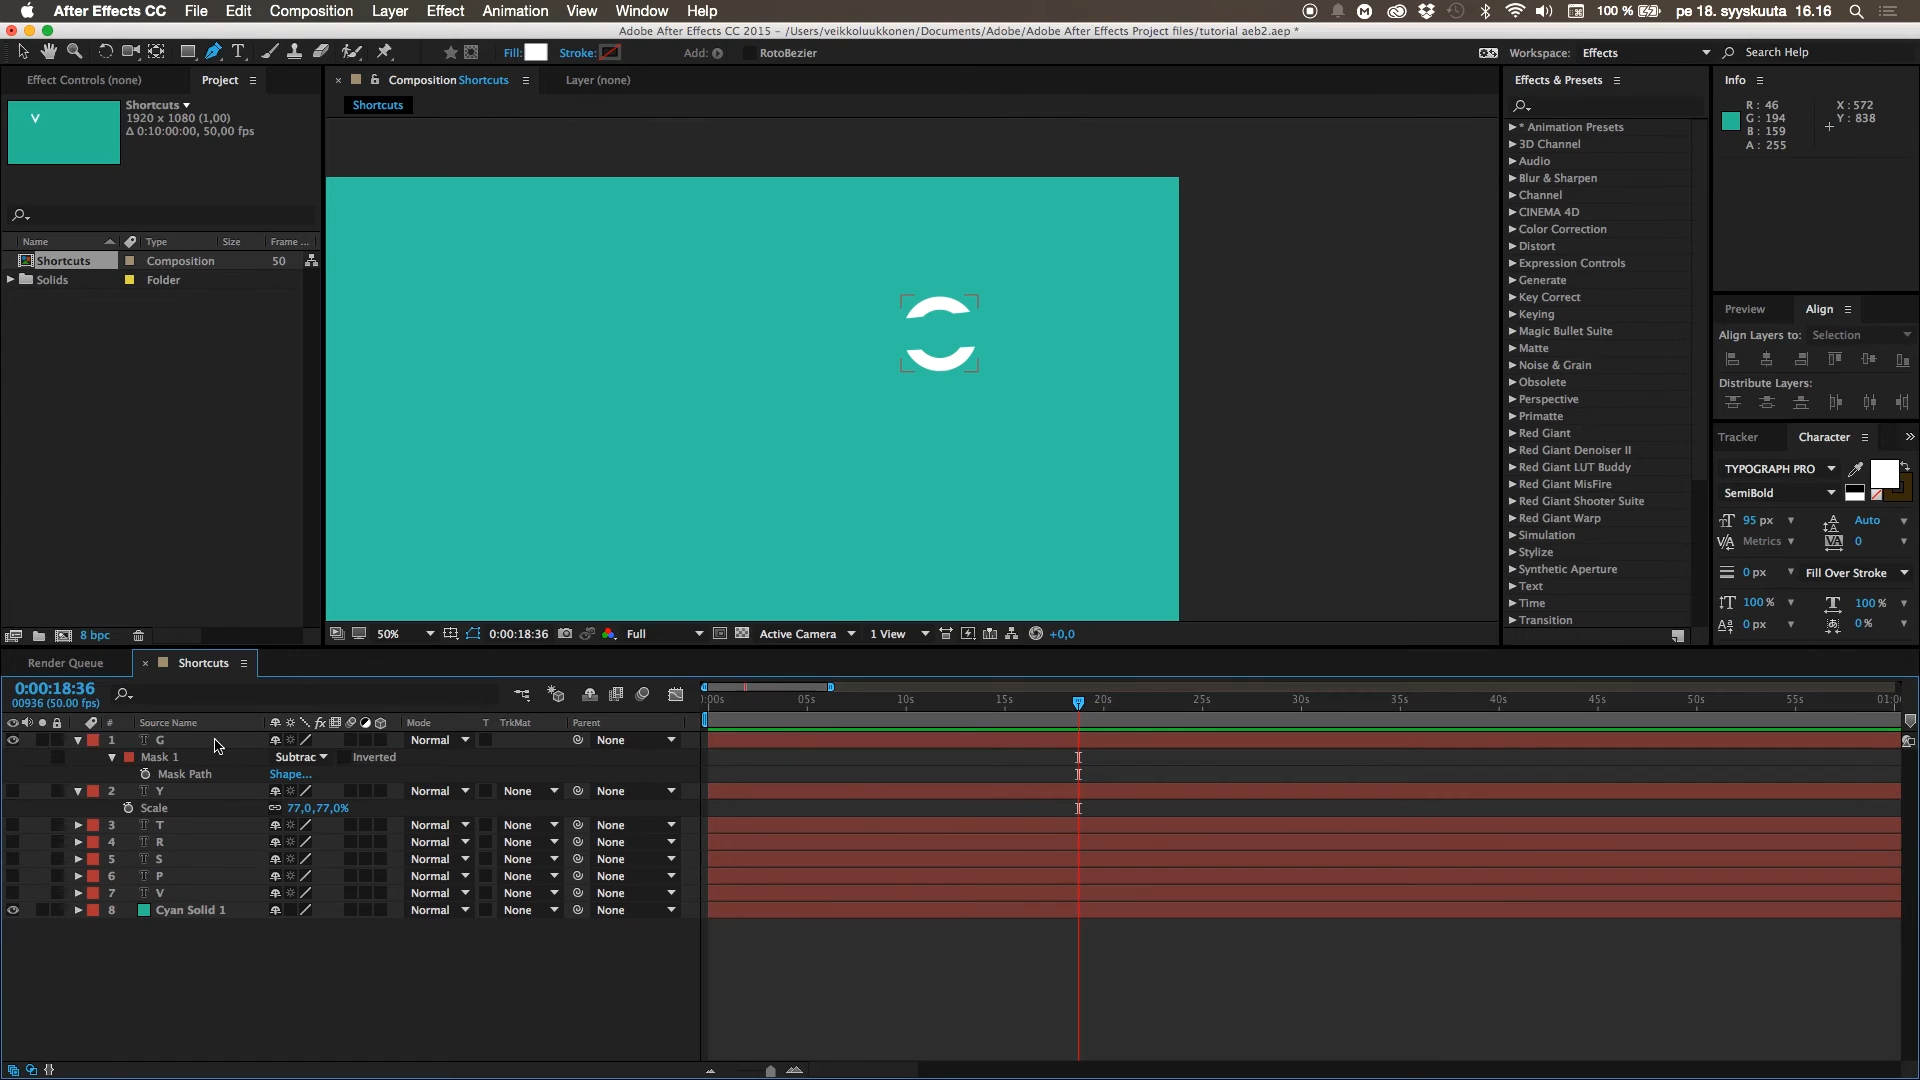 After Effects CC File Edit Composition Layer Effect Animation View Window Help 100 % pe 18. syyskuuta 16.16
Adobe After Effects CC 2015 - /Users/veikkoluukkonen/Documents/Adobe/Adobe After Effects Project files/tutorial aeb2.aep *
Fill: Stroke: Add: RotoBezier Workspace: Effects Search Help
Effect Controls (none) Project Composition Shortcuts Layer (none) Effects & Presets Info
Shortcuts
1920 x 1080 (1,00)
Δ 0:10:00:00, 50,00 fps
Shortcuts
R : 46
G : 194
B : 159
A : 255
X : 572
Y : 838
* Animation Presets
3D Channel
Audio
Blur & Sharpen
Channel
CINEMA 4D
Color Correction
Distort
Expression Controls
Generate
Key Correct
Keying
Magic Bullet Suite
Matte
Noise & Grain
Obsolete
Perspective
Primatte
Red Giant
Red Giant Denoiser II
Red Giant LUT Buddy
Red Giant MisFire
Red Giant Shooter Suite
Red Giant Warp
Simulation
Stylize
Synthetic Aperture
Text
Time
Transition
Name Type Size Frame ...
Shortcuts Composition 50
Solids Folder
Preview Align
Align Layers to: Selection
Distribute Layers:
Tracker Character
TYPOGRAPH PRO
SemiBold
95 px Auto
Metrics 0
0 px Fill Over Stroke
100 % 100 %
0 px 0 %
8 bpc
50% 0:00:18:36 Full Active Camera 1 View +0,0
Render Queue Shortcuts
0:00:18:36
00936 (50.00 fps)
:00s 05s 10s 15s 20s 25s 30s 35s 40s 45s 50s 55s 01:0
# Source Name Mode T TrkMat Parent
1 T G Normal None
Mask 1 Subtrac Inverted
Mask Path Shape...
2 T Y Normal None None
Scale 77,0,77,0%
3 T T Normal None None
4 T R Normal None None
5 T S Normal None None
6 T P Normal None None
7 T V Normal None None
8 Cyan Solid 1 Normal None None